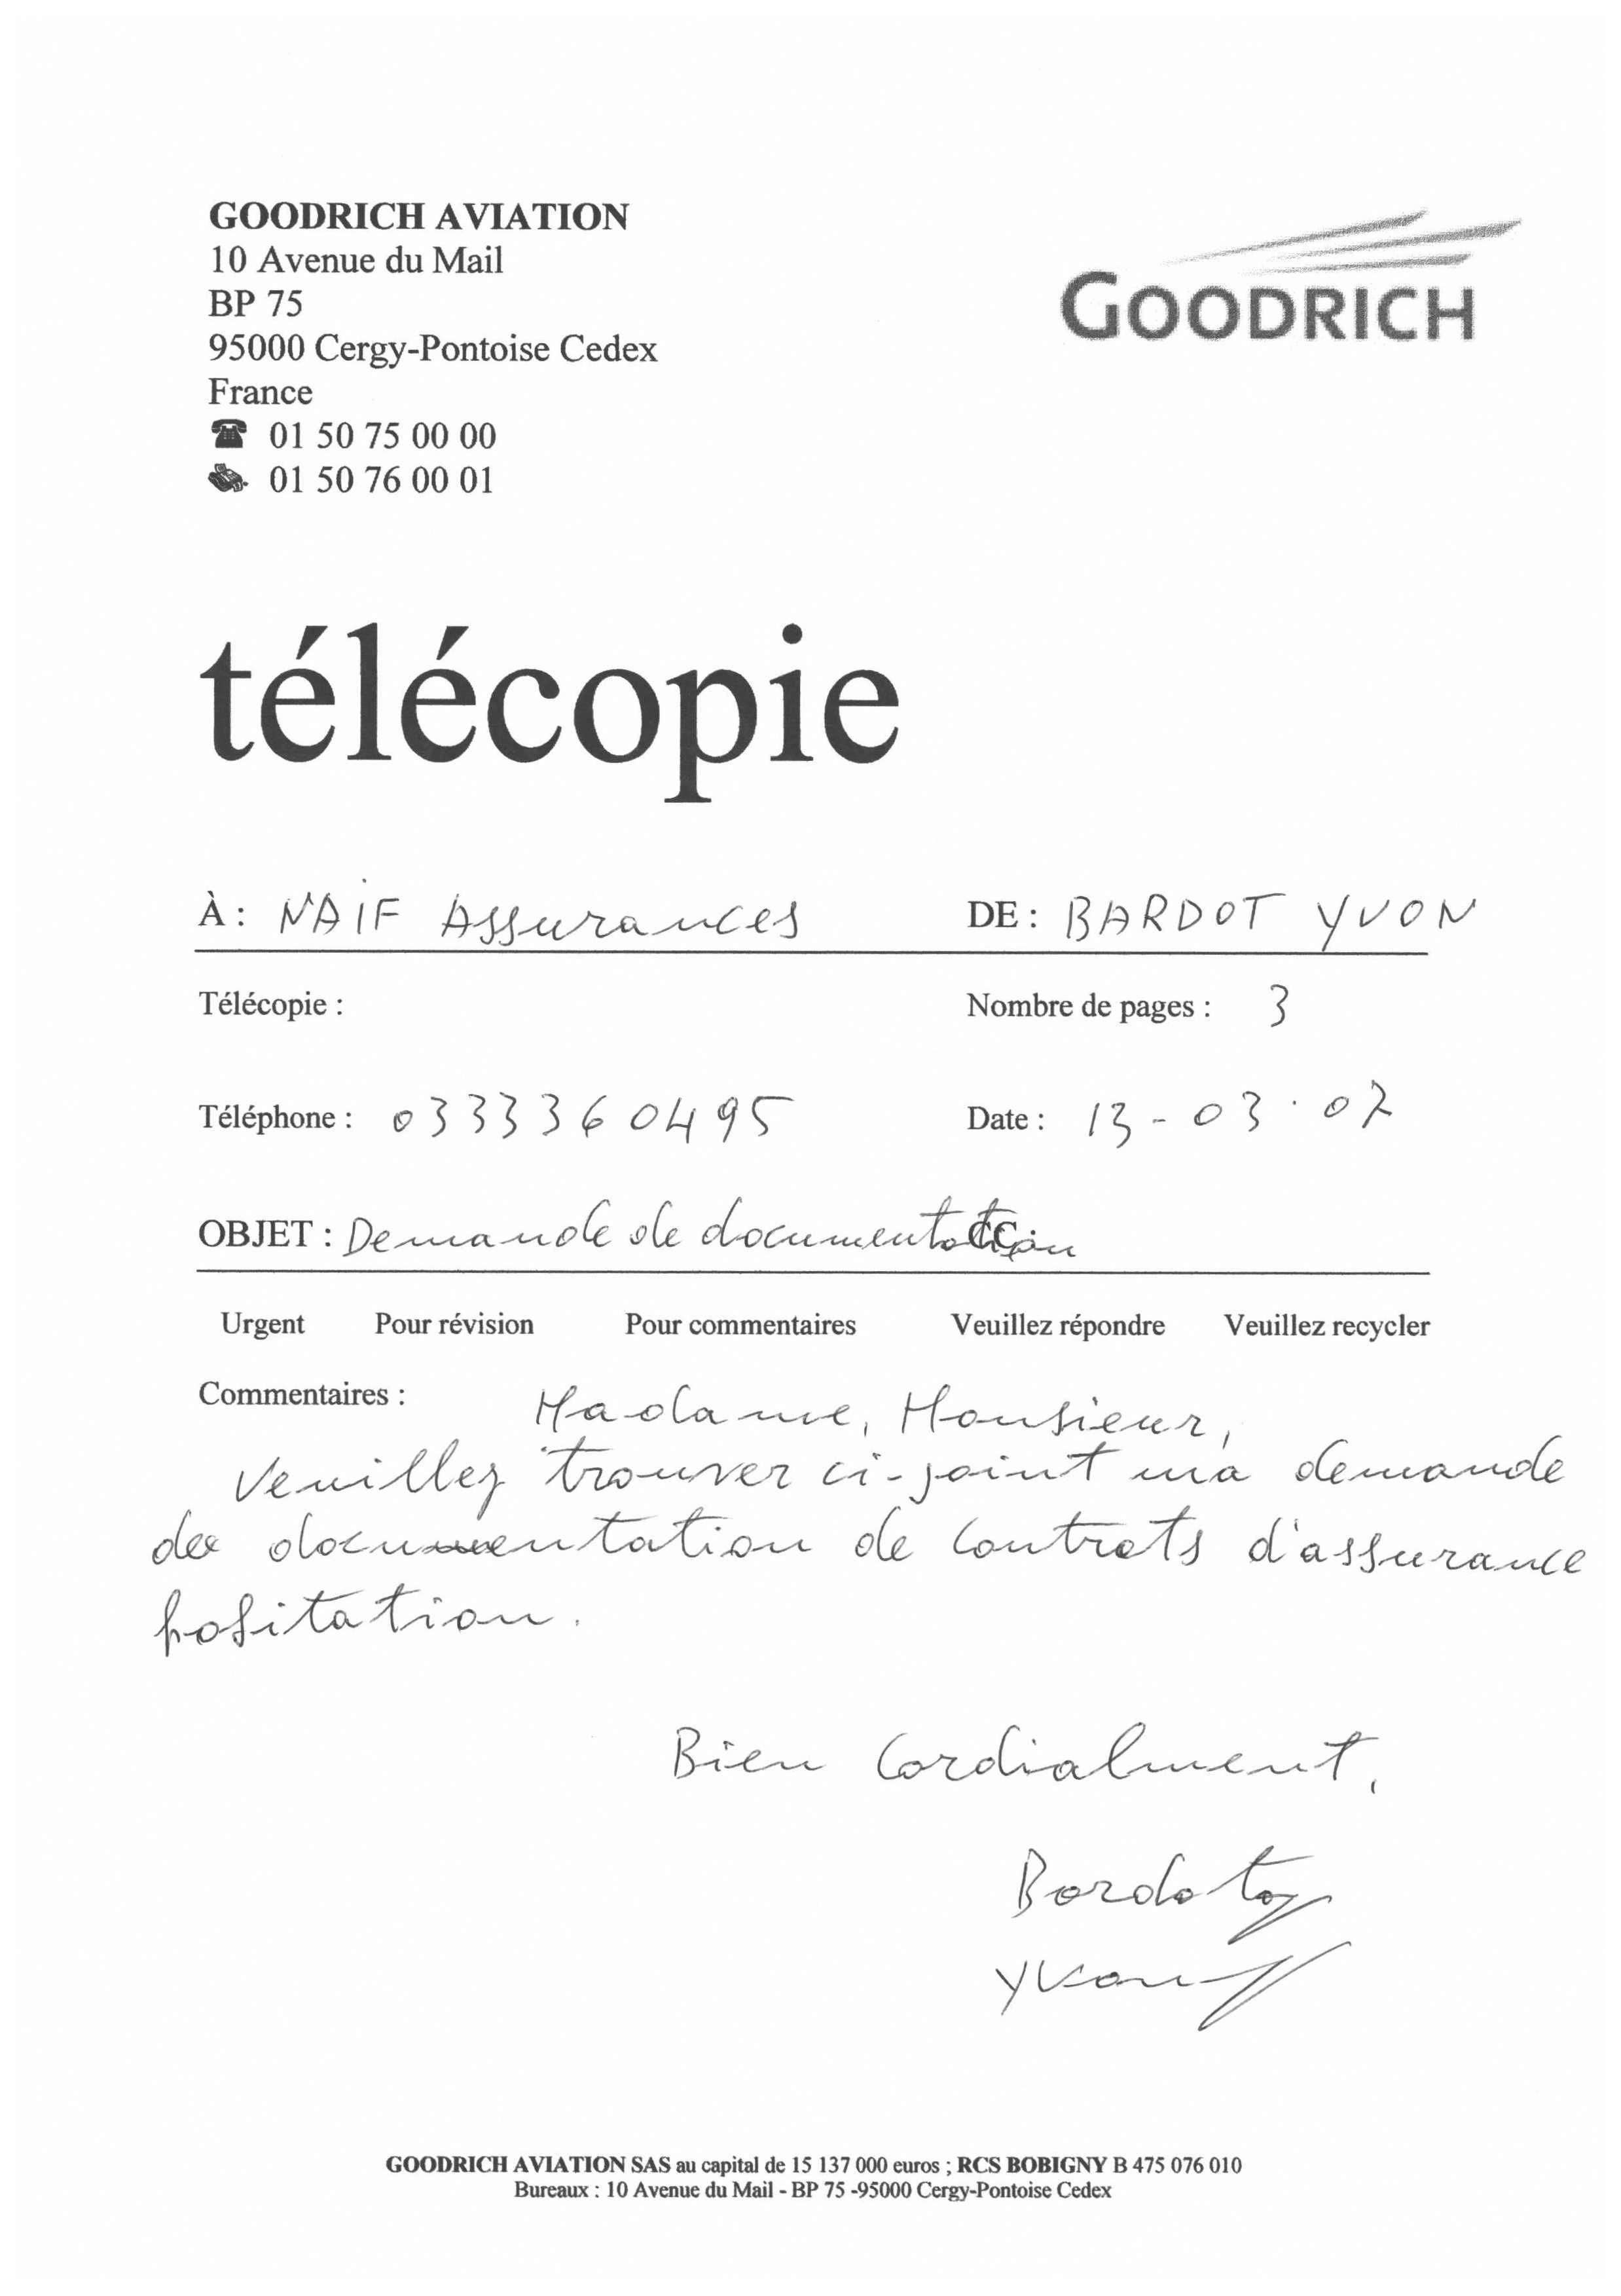 GOODRICH AVIATION
10 Avenue du Mail
BP 75
95000 Cergy-Pontoise Cedex
France
☎ 01 50 75 00 00
01 50 76 00 01
GOODRICH
télécopie
À : NAIF Assurances DE : BARDOT YVON
Télécopie : Nombre de pages : 3
Téléphone : 0333360495 Date : 13-03-07
OBJET : Demande de documentation CC :
Urgent Pour révision Pour commentaires Veuillez répondre Veuillez recycler
Commentaires : Madame, Monsieur,
Veuillez trouver ci-joint ma demande
de documentation de contrats d'assurance
habitation.
Bien Cordialment,
Bardot
Yvon
GOODRICH AVIATION SAS au capital de 15 137 000 euros ; RCS BOBIGNY B 475 076 010
Bureaux : 10 Avenue du Mail - BP 75 -95000 Cergy-Pontoise Cedex